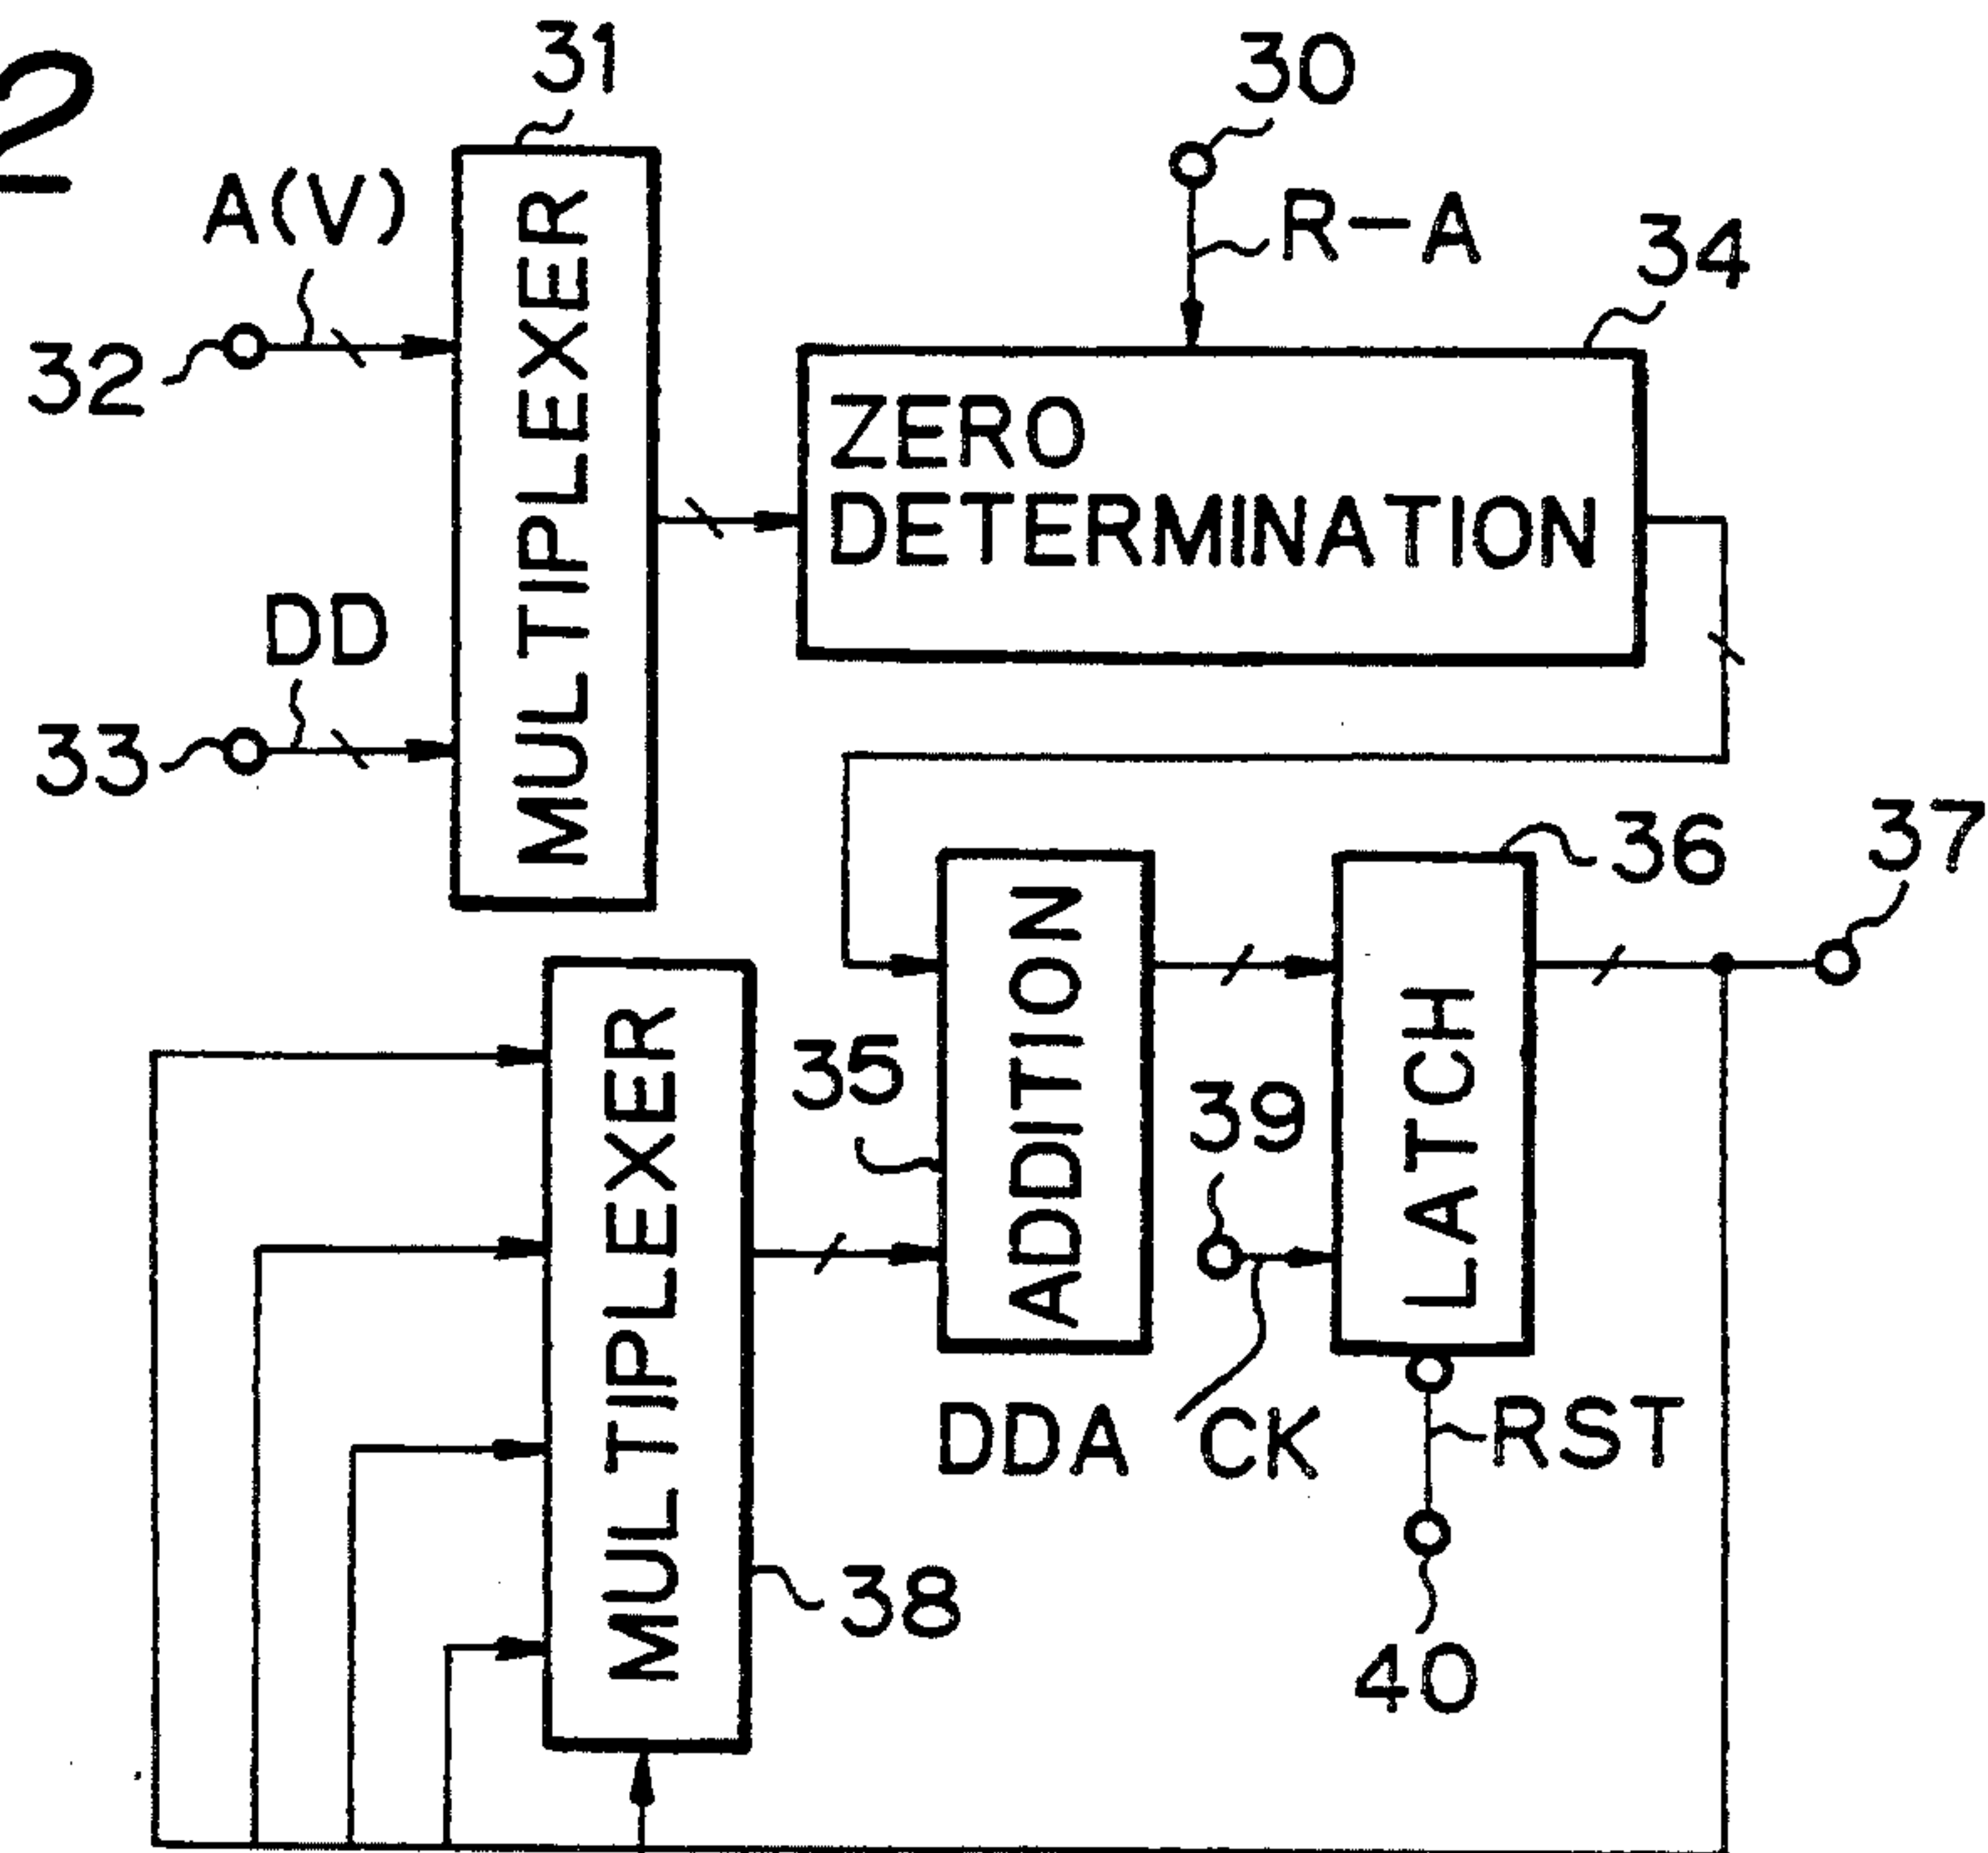 2
31
30
A(V)
R-A
34
32
MULTIPLEXER
ZERO
DETERMINATION
DD
33
36
37
ADDITION
MULTIPLEXER
LATCH
35
39
DDA CK
RST
38
40